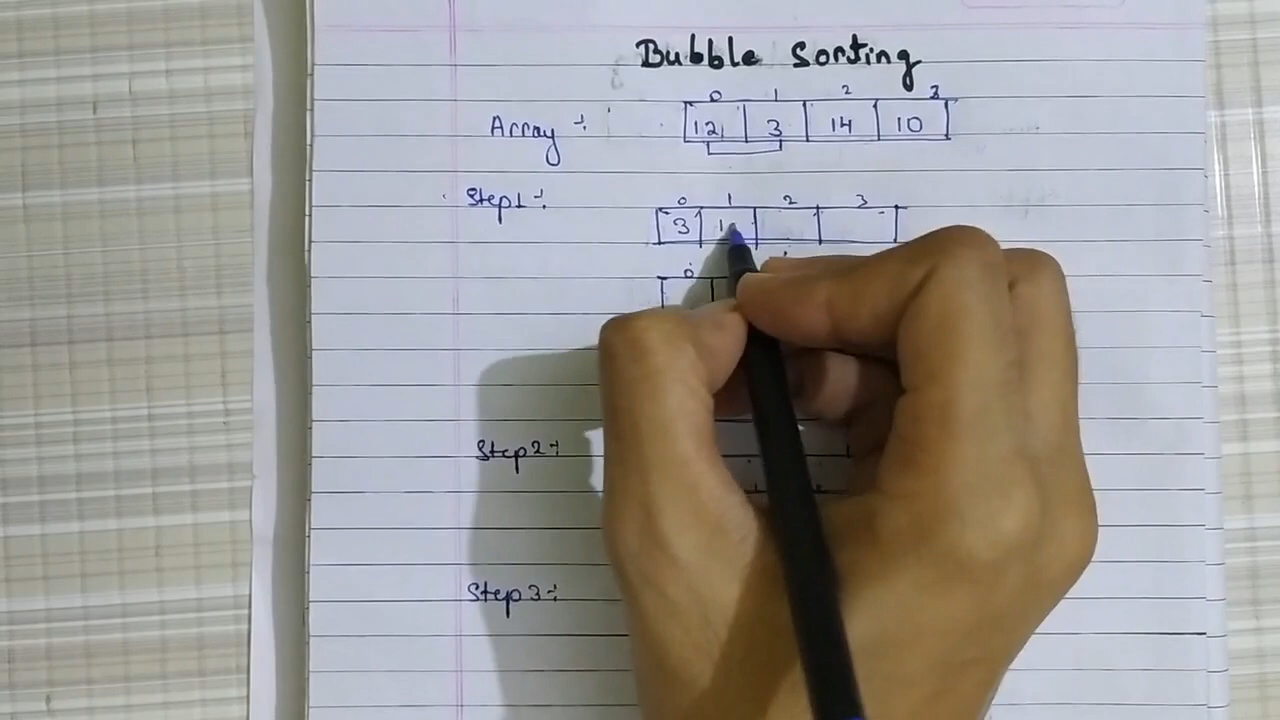 Bubble Sorting
0 1 2 3
Array :- 12 3 14 10
Step1 :-
0 1 2 3
3
0
Step2 :-
Step3 :-